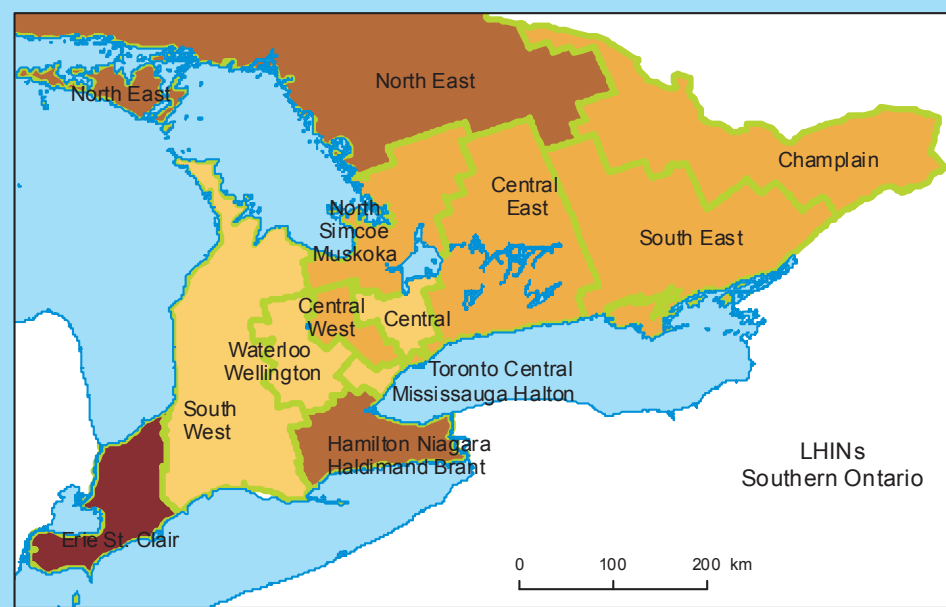 North East
North East
Champlain
Central
East
North
Simcoe
Muskoka
South East
Central
West
Central
Waterloo
Wellington
Toronto Central
Mississauga Halton
South
West
Hamilton Niagara
Haldimand Brant
LHINs
Southern Ontario
Erie St. Clair
0 100 200 km